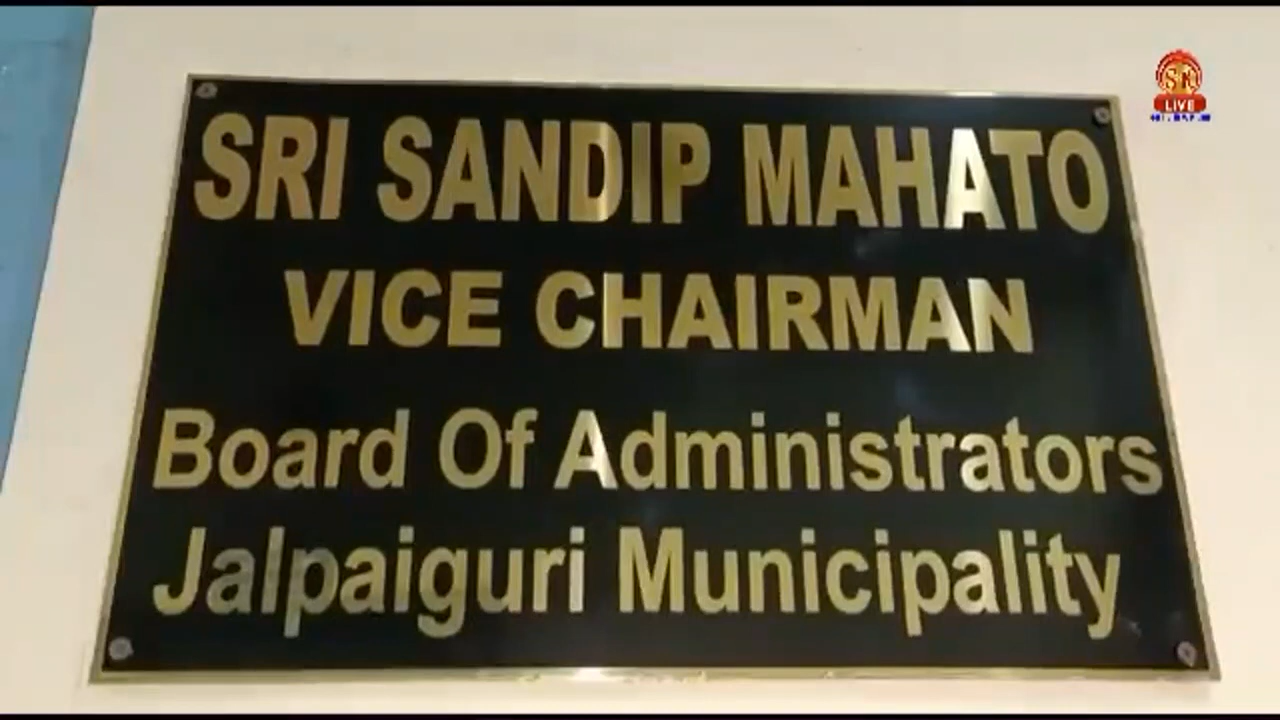 SRI SANDIP MAHATO
VICE CHAIRMAN
Board Of Administrators
Jalpaiguri Municipality
LIVE